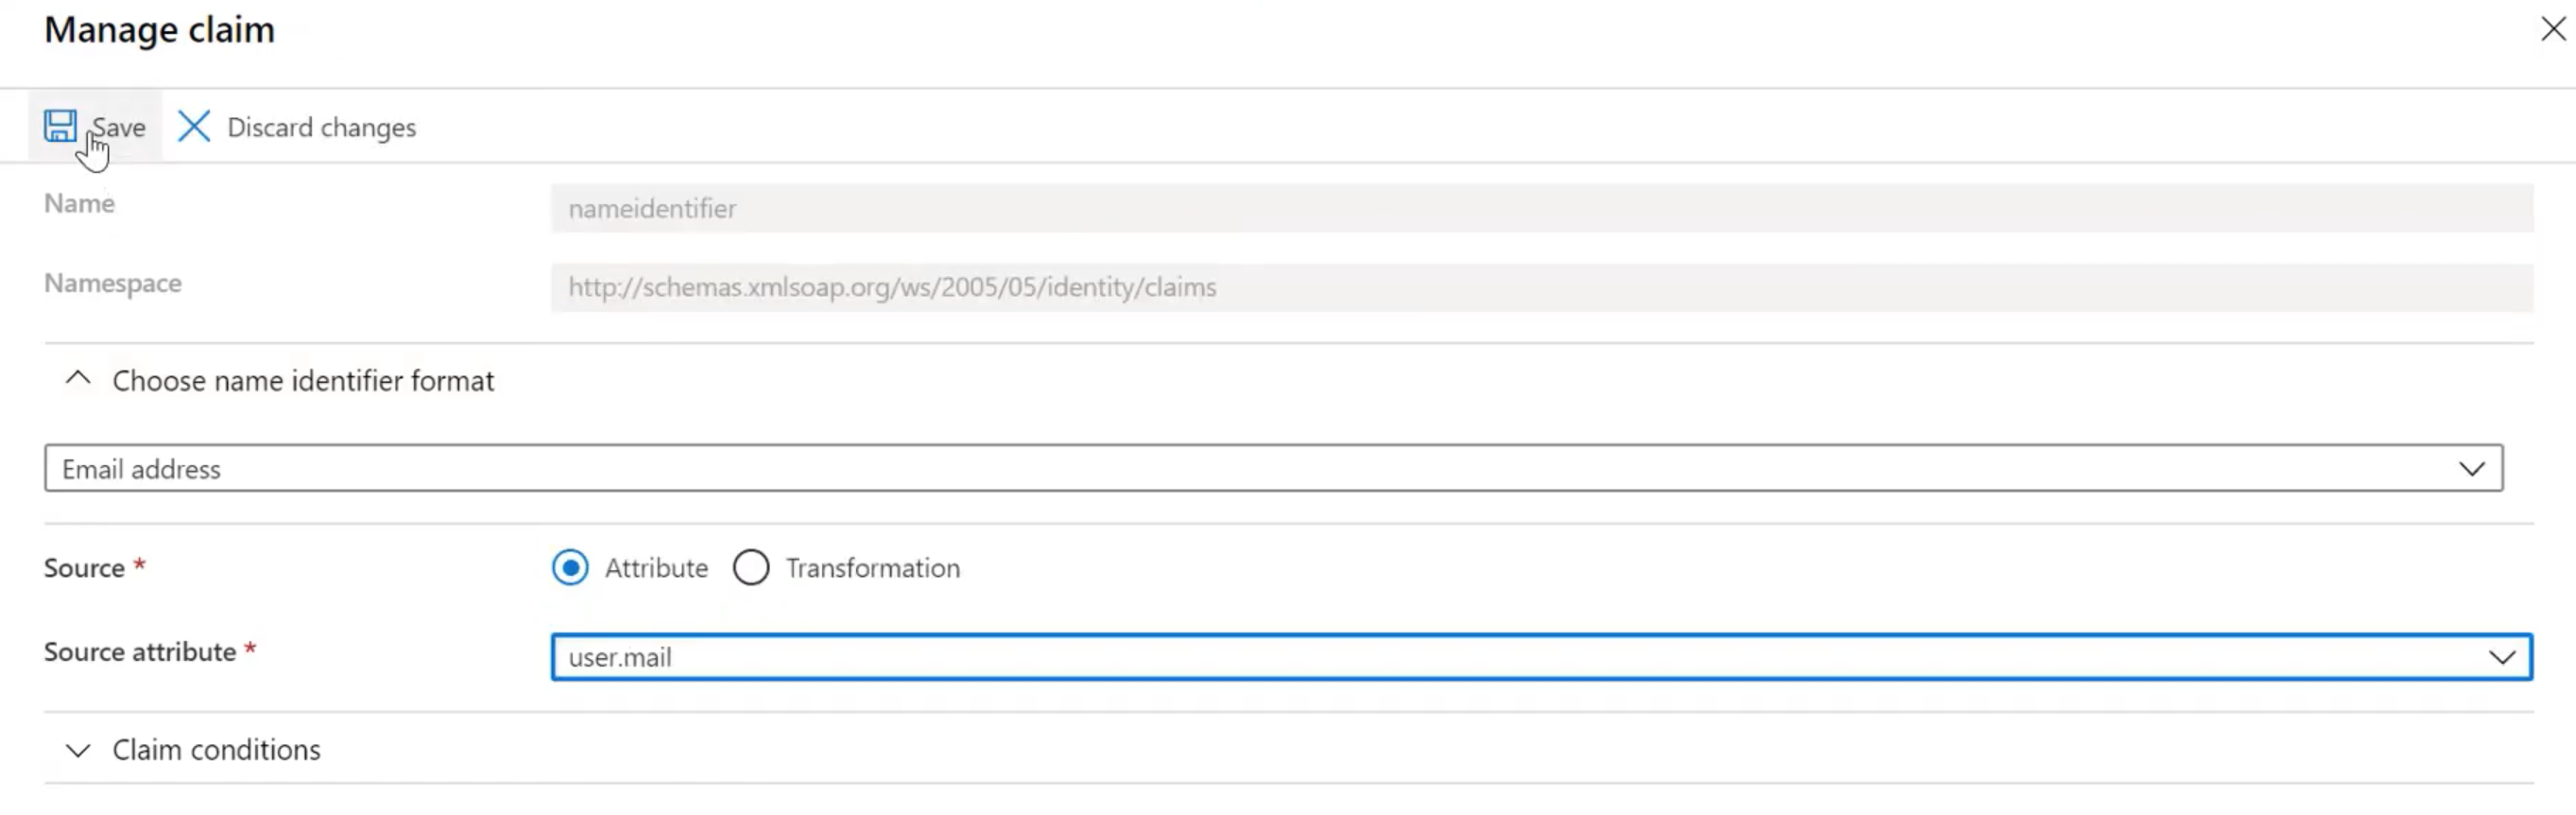 Manage claim
Save Discard changes
Name nameidentifier
Namespace http://schemas.xmlsoap.org/ws/2005/05/identity/claims
Choose name identifier format
Email address
Source * Attribute Transformation
Source attribute * user.mail
Claim conditions